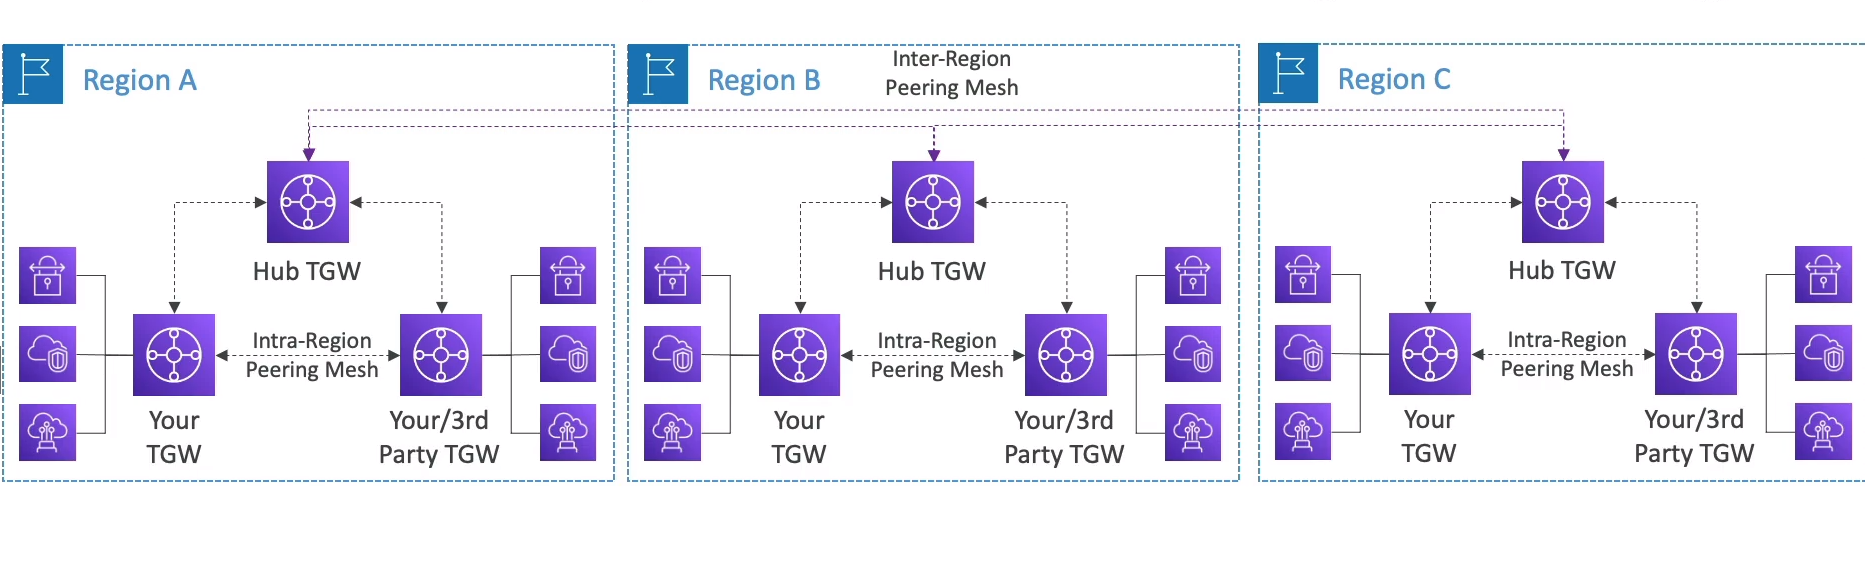 Region A
Hub TGW
Intra-Region
Peering Mesh
Your
TGW
Your/3rd
Party TGW
Region B
Inter-Region
Peering Mesh
Hub TGW
Intra-Region
Peering Mesh
Your
TGW
Your/3rd
Party TGW
Region C
Hub TGW
Intra-Region
Peering Mesh
Your
TGW
Your/3rd
Party TGW